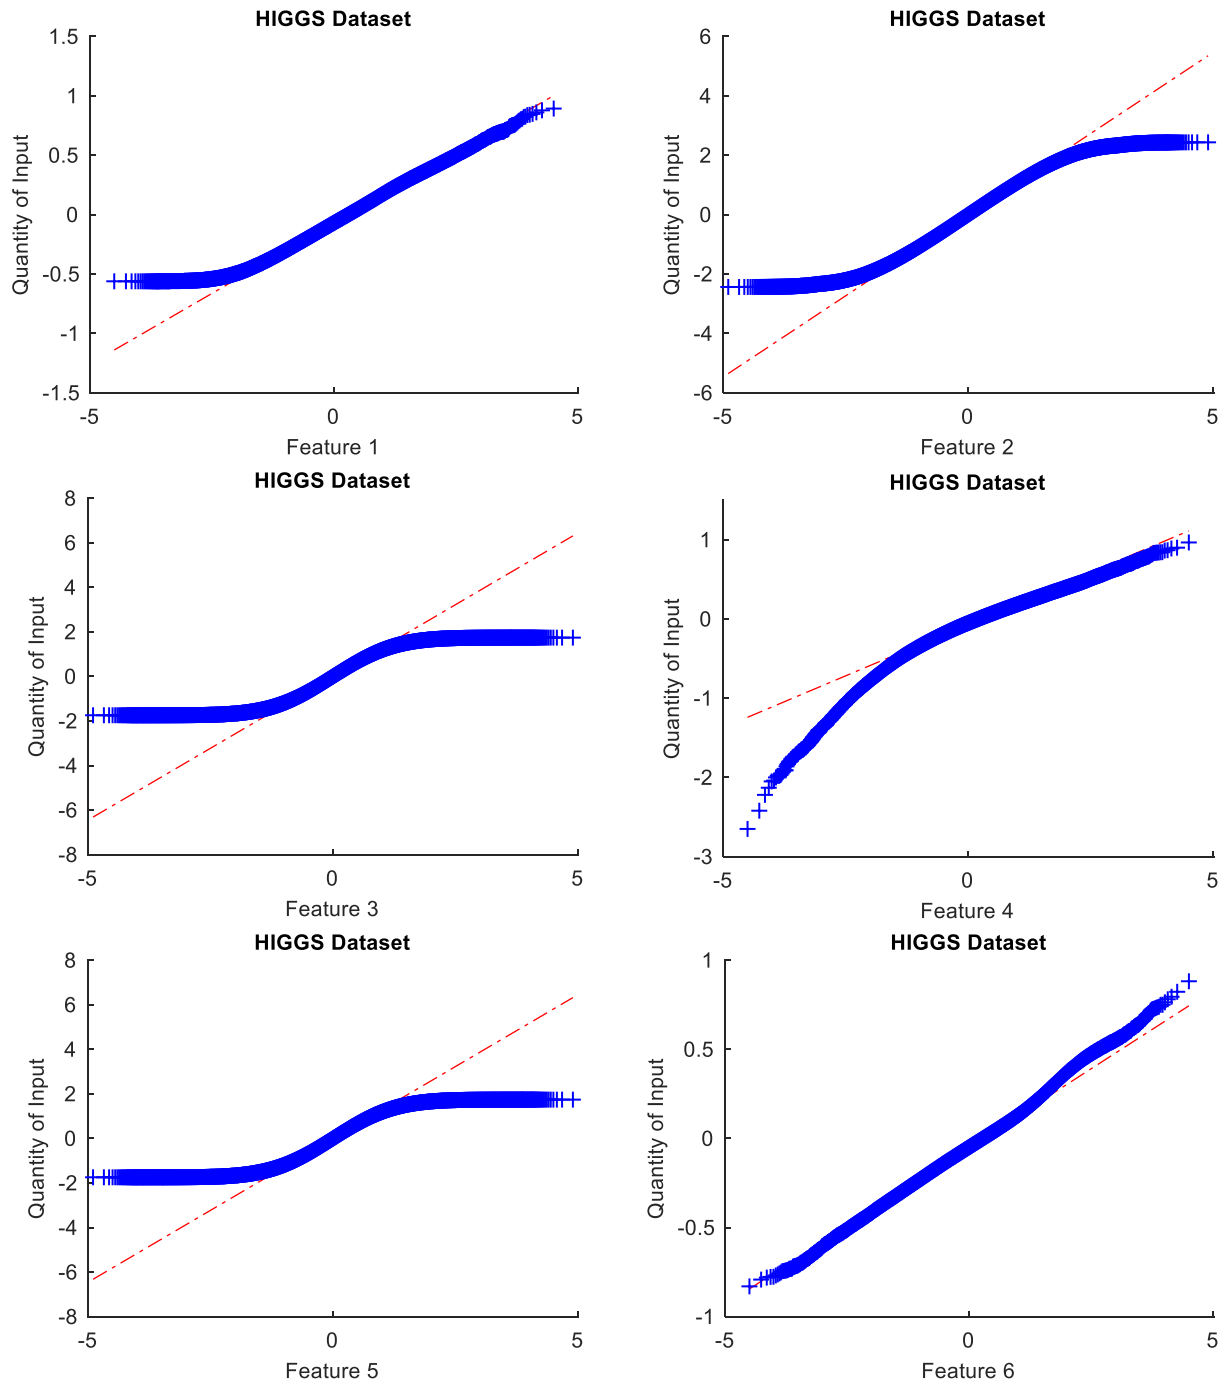 HIGGS Dataset
1.5
1
0.5
0
-0.5
-1
-1.5
Quantity of Input
-5 0 5
Feature 1
HIGGS Dataset
6
4
2
0
-2
-4
-6
Quantity of Input
-5 0 5
Feature 2
HIGGS Dataset
8
6
4
2
0
-2
-4
-6
-8
Quantity of Input
-5 0 5
Feature 3
HIGGS Dataset
1
0
-1
-2
-3
Quantity of Input
-5 0 5
Feature 4
HIGGS Dataset
8
6
4
2
0
-2
-4
-6
-8
Quantity of Input
-5 0 5
Feature 5
HIGGS Dataset
1
0.5
0
-0.5
-1
Quantity of Input
-5 0 5
Feature 6